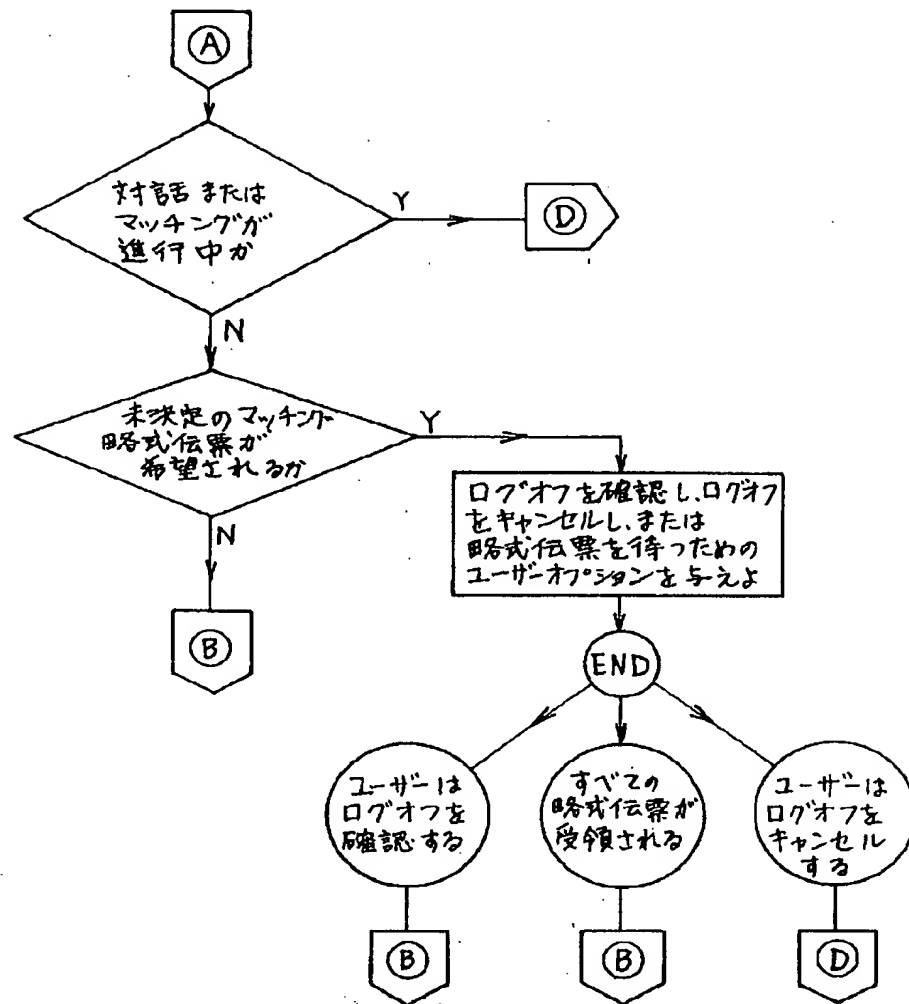 A
対話または
マッチングが
進行中か
Y
D
N
未決定のマッチング
略式伝票が
希望されるか
Y
N
B
ログオフを確認し、ログオフ
をキャンセルし、または
略式伝票を待つための
ユーザーオプションを与えよ
END
ユーザーは
ログオフを
確認する
すべての
略式伝票が
受領される
ユーザーは
ログオフを
キャンセル
する
B
B
D